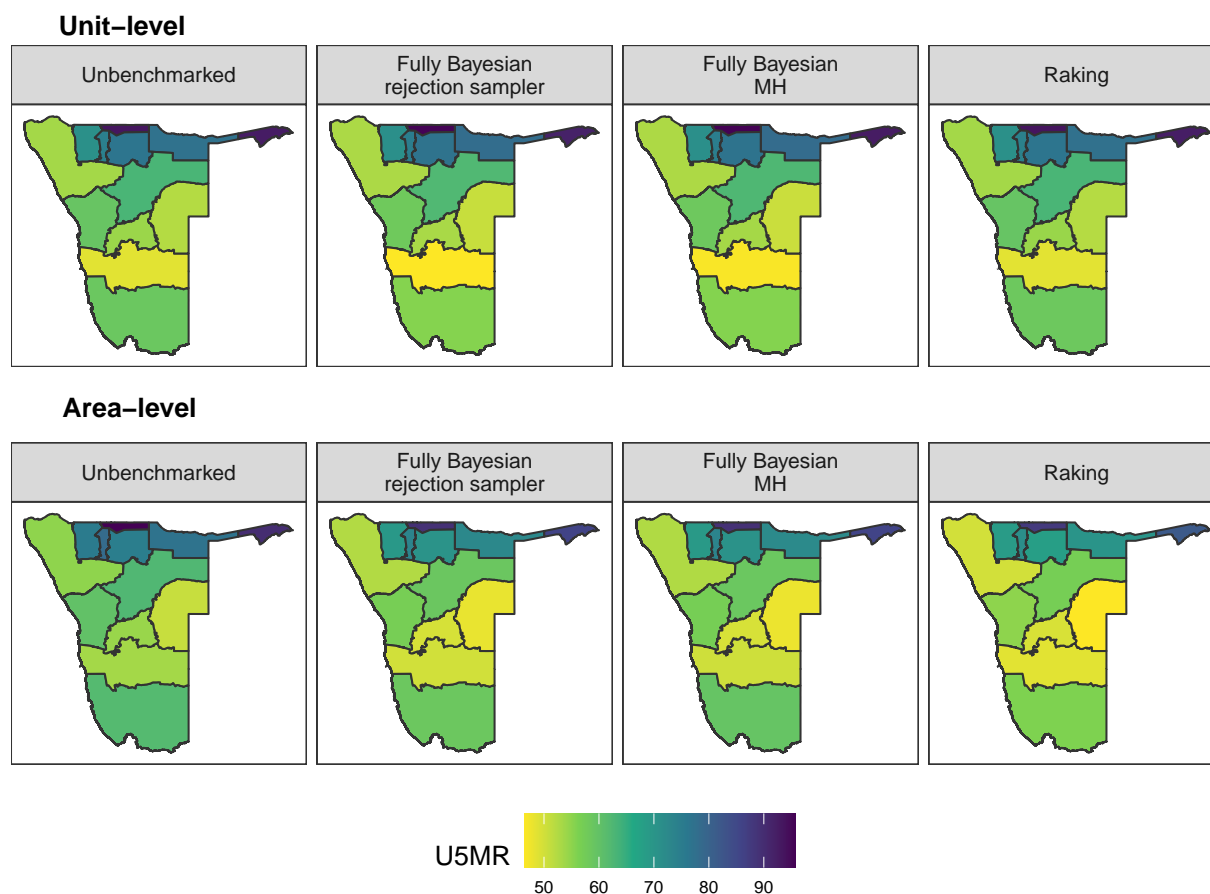 Unit–level
Unbenchmarked
Fully Bayesian
rejection sampler
Fully Bayesian
MH
Raking
Area–level
Unbenchmarked
Fully Bayesian
rejection sampler
Fully Bayesian
MH
Raking
U5MR
50 60 70 80 90